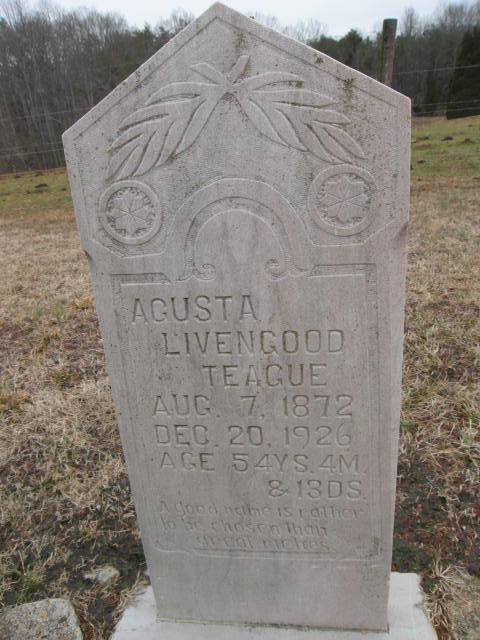 AGUSTA
LIVENGOOD
TEAGUE
AUG. 7, 1872
DEC. 20, 1926
AGE 54YS. 4M.
& 13DS.
A good name is rather
to be chosen than
great riches.